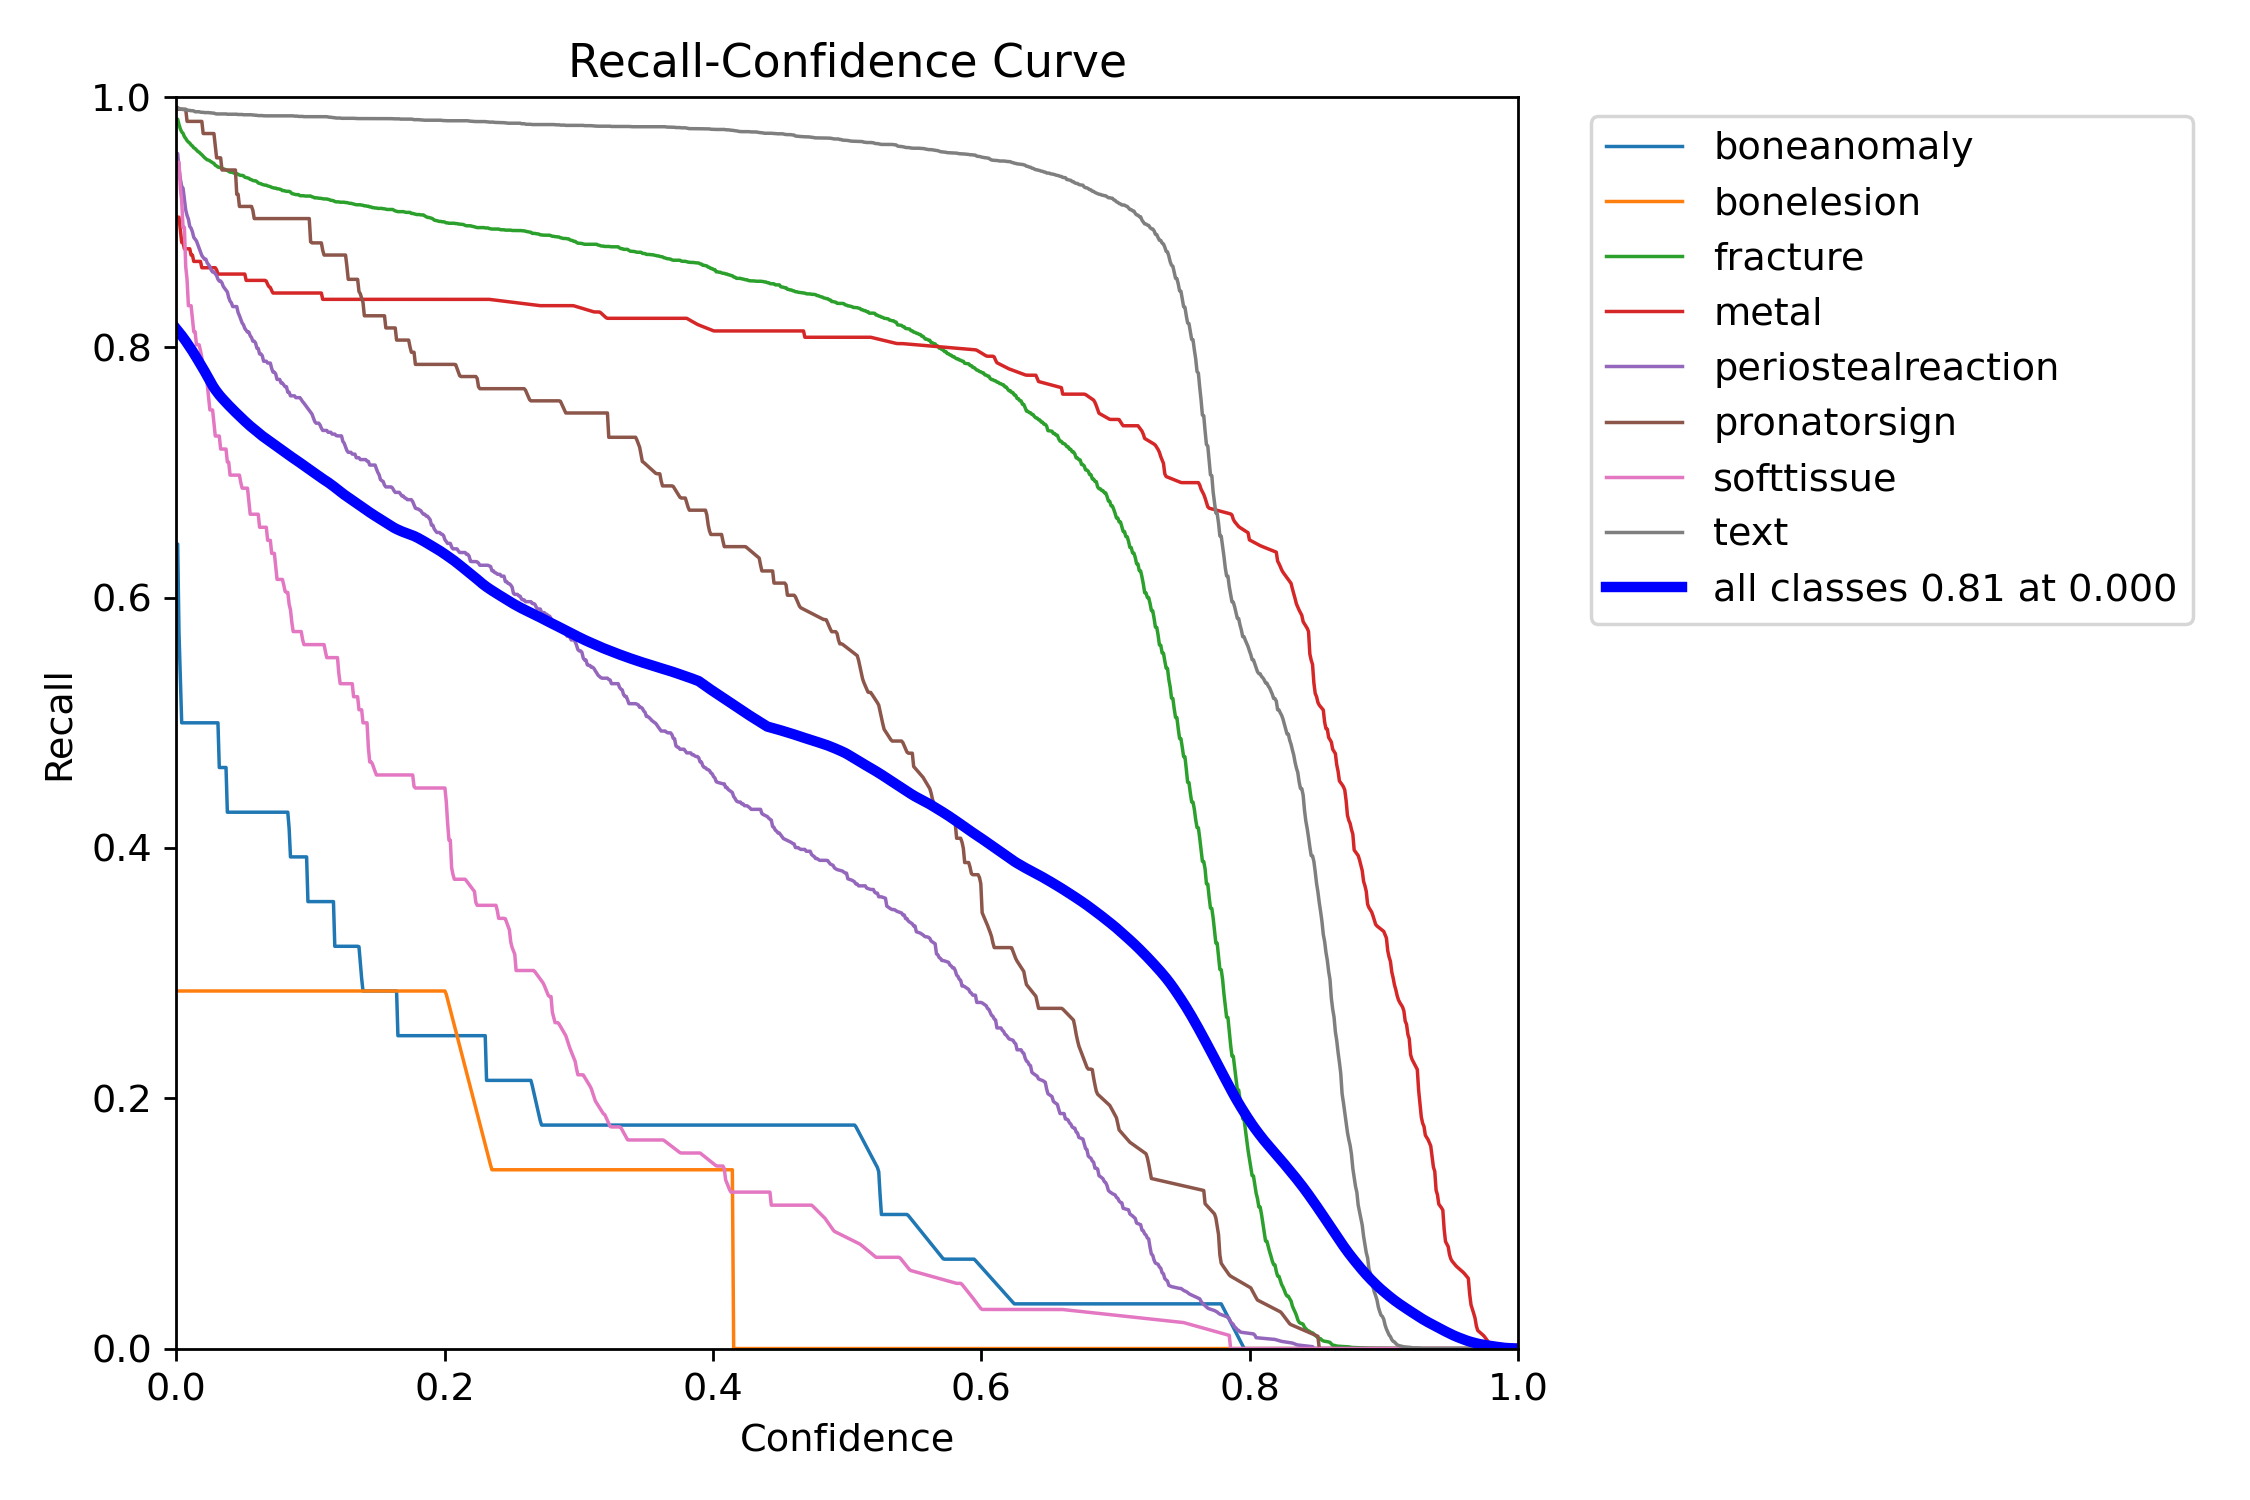 Recall-Confidence Curve
1.0
0.8
0.6
0.4
0.2
0.0
Recall
0.0 0.2 0.4 0.6 0.8 1.0
Confidence
boneanomaly
bonelesion
fracture
metal
periostealreaction
pronatorsign
softtissue
text
all classes 0.81 at 0.000